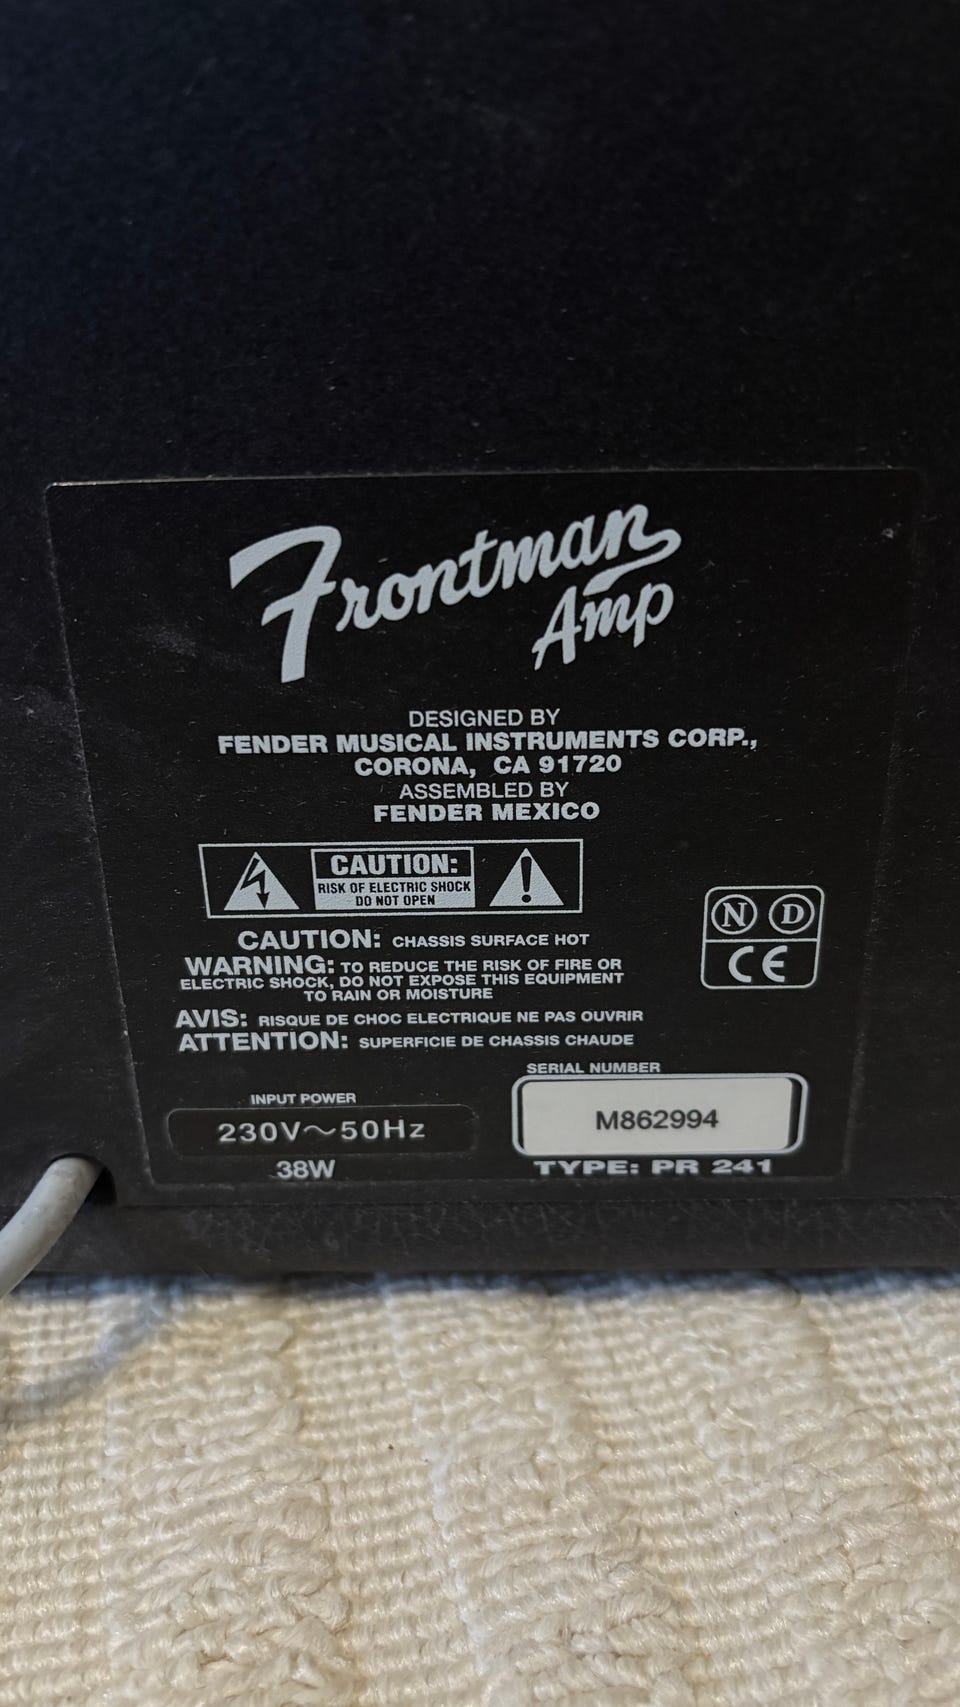 Frontman
Amp
DESIGNED BY
FENDER MUSICAL INSTRUMENTS CORP.,
CORONA, CA 91720
ASSEMBLED BY
FENDER MEXICO
CAUTION:
RISK OF ELECTRIC SHOCK
DO NOT OPEN
N D
CE
CAUTION: CHASSIS SURFACE HOT
WARNING: TO REDUCE THE RISK OF FIRE OR
ELECTRIC SHOCK, DO NOT EXPOSE THIS EQUIPMENT
TO RAIN OR MOISTURE
AVIS: RISQUE DE CHOC ELECTRIQUE NE PAS OUVRIR
ATTENTION: SUPERFICIE DE CHASSIS CHAUDE
INPUT POWER
230V~50Hz
38W
SERIAL NUMBER
M862994
TYPE: PR 241